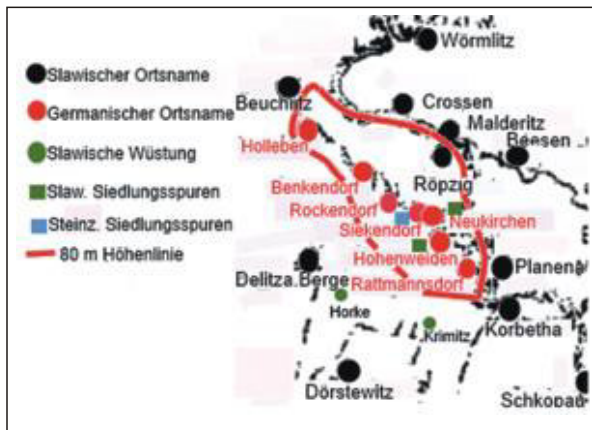 Slawischer Ortsname
Germanischer Ortsname
Slawische Wüstung
Slaw. Siedlungsspuren
Steinz. Siedlungsspuren
80 m Höhenlinie
Wörmlitz
Beuchlitz
Crossen
Malderitz
Beesen
Holleben
Röpzig
Benkendorf
Rockendorf
Neukirchen
Siekendorf
Hohenweiden
Delitz a. Berge
Planena
Rattmannsdorf
Horke
Korbetha
Krimitz
Dörstewitz
Schkopau